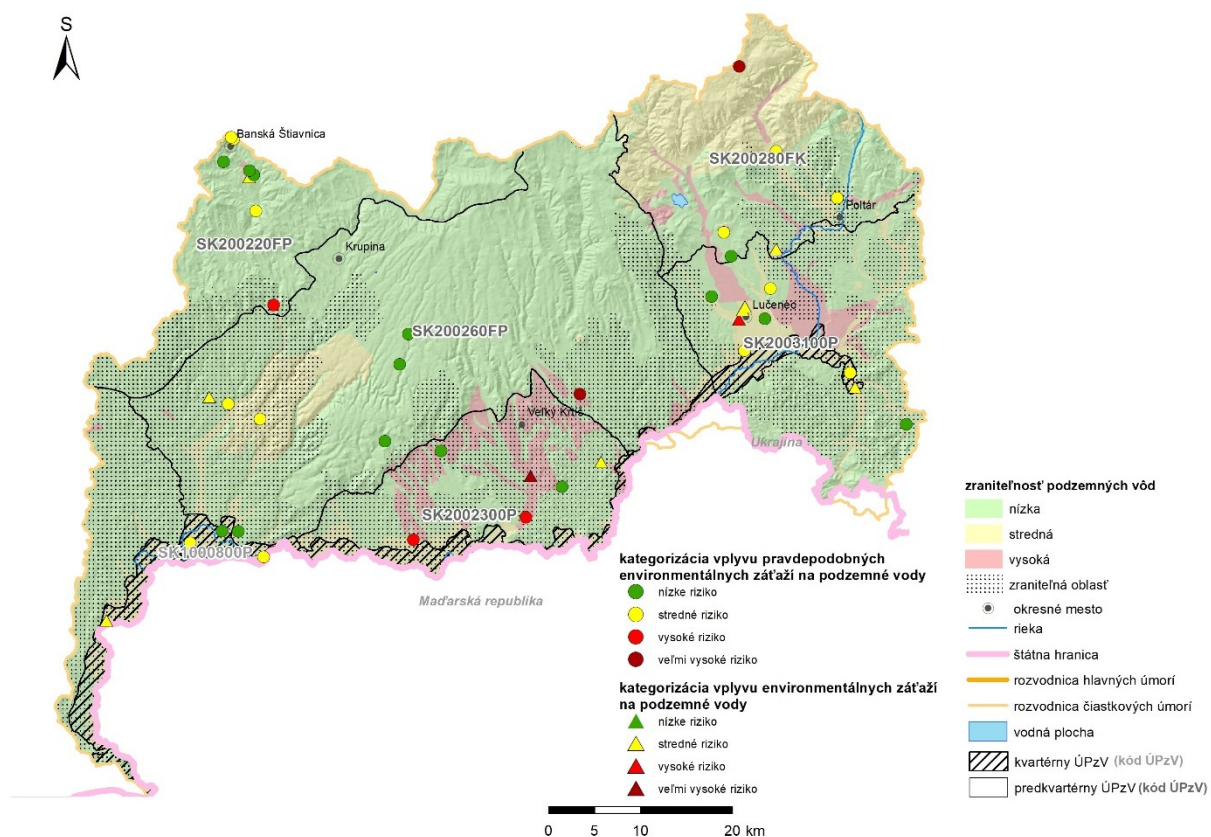 S
Banská Štiavnica
SK200280FK
Poltár
SK200220FP
Krupina
Lučenec
SK200260FP
SK2003100P
Veľký Krtíš
Ukrajina
SK2002300P
SK1000800P
Maďarská republika
kategorizácia vplyvu pravdepodobných
environmentálnych záťaží na podzemné vody
nízke riziko
stredné riziko
vysoké riziko
veľmi vysoké riziko
kategorizácia vplyvu environmentálnych záťaží
na podzemné vody
nízke riziko
stredné riziko
vysoké riziko
veľmi vysoké riziko
0 5 10 20 km
zraniteľnosť podzemných vôd
nízka
stredná
vysoká
zraniteľná oblasť
okresné mesto
rieka
štátna hranica
rozvodnica hlavných úmorí
rozvodnica čiastkových úmorí
vodná plocha
kvartérny ÚPzV (kód ÚPzV)
predkvartérny ÚPzV (kód ÚPzV)